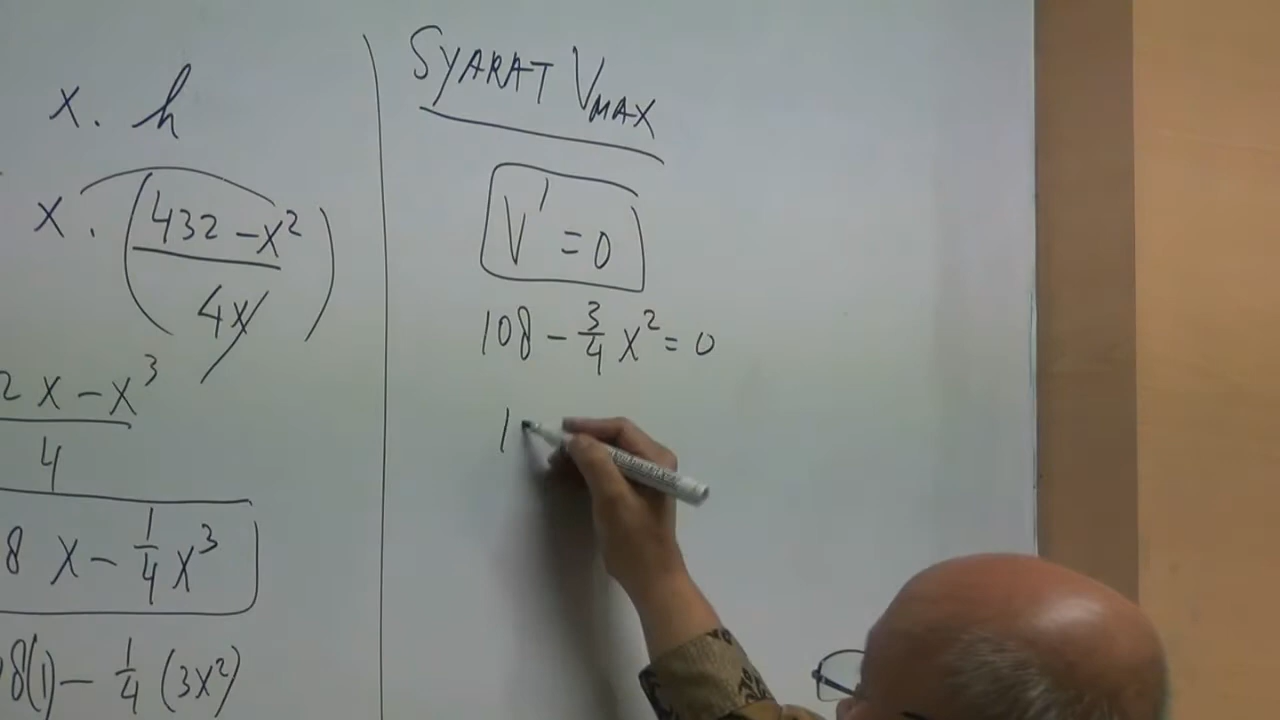 x . h
x . (432 - x²)
4x
2 x - x³
4
8 x - 1/4 x³
8(1) - 1/4 (3x²)
SYARAT VMAX
V' = 0
108 - 3/4 x² = 0
1